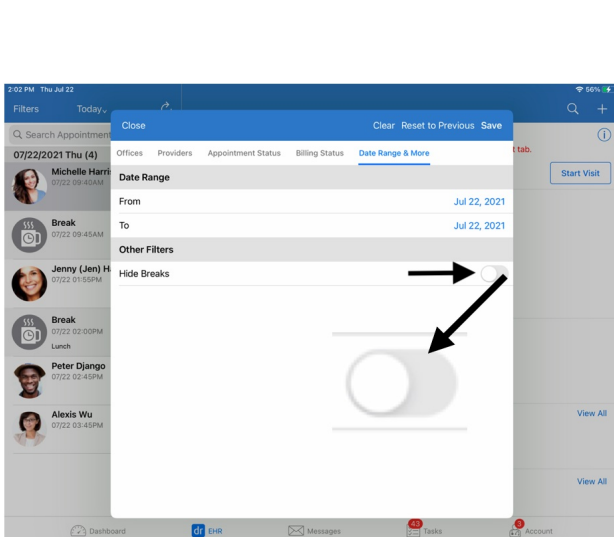 2:02 PM Thu Jul 22
56%
Filters Today
Search Appointment
Close Clear Reset to Previous Save
t tab.
07/22/2021 Thu (4)
Offices Providers Appointment Status Billing Status Date Range & More
Michelle Harris
07/22 09:40AM
Start Visit
Date Range
From Jul 22, 2021
To Jul 22, 2021
Break
07/22 09:45AM
Other Filters
Hide Breaks
Jenny (Jen) Ha
07/22 01:55PM
Break
07/22 02:00PM
Lunch
Peter Django
07/22 02:45PM
Alexis Wu
07/22 03:45PM
View All
View All
Dashboard dr EHR Messages 43 Tasks 3 Account